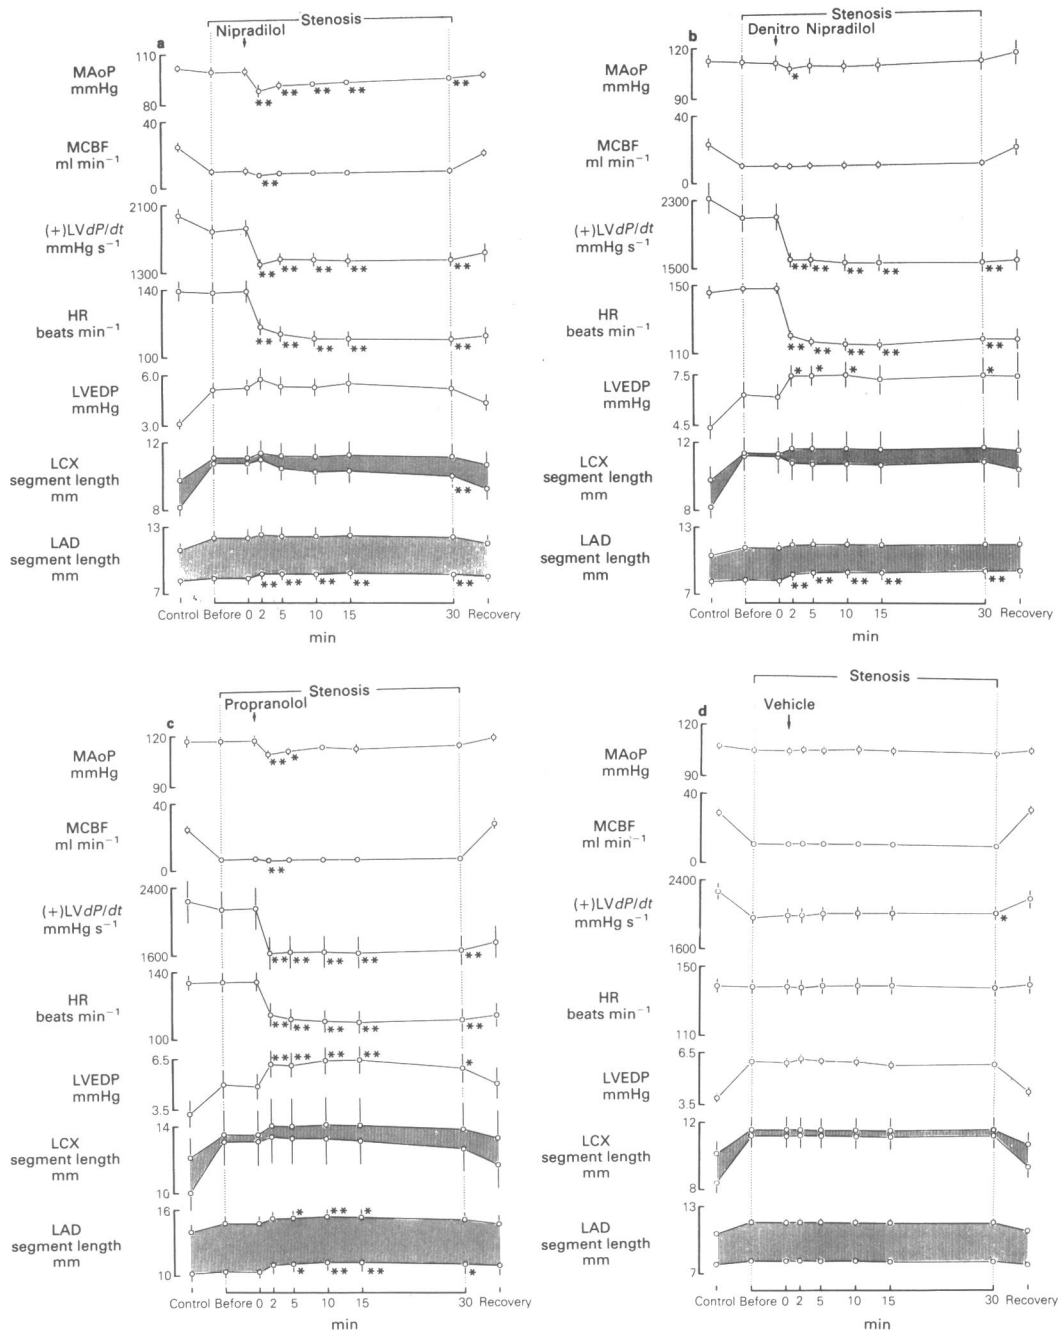 Stenosis
Nipradilol
a
110
MAoP
mmHg
80
** ** ** ** **
40
MCBF
ml min⁻¹
0
**
2100
(+)LVdP/dt
mmHg s⁻¹
1300
** ** ** ** **
140
HR
beats min⁻¹
100
** ** ** ** **
6.0
LVEDP
mmHg
3.0
12
LCX
segment length
mm
8
**
13
LAD
segment length
mm
7
** ** ** ** **
Control Before 0 2 5 10 15 30 Recovery
min
Stenosis
Denitro Nipradilol
b
120
MAoP
mmHg
90
*
40
MCBF
ml min⁻¹
0
2300
(+)LVdP/dt
mmHg s⁻¹
1500
** ** ** ** **
150
HR
beats min⁻¹
110
** ** ** ** **
7.5
LVEDP
mmHg
4.5
* * * *
12
LCX
segment length
mm
8
13
LAD
segment length
mm
7
** ** ** ** **
Control Before 0 2 5 10 15 30 Recovery
min
Stenosis
Propranolol
c
120
MAoP
mmHg
90
** *
40
MCBF
ml min⁻¹
0
**
2400
(+)LVdP/dt
mmHg s⁻¹
1600
** ** ** ** **
140
HR
beats min⁻¹
100
** ** ** ** **
6.5
LVEDP
mmHg
3.5
** ** ** ** *
14
LCX
segment length
mm
10
16
LAD
segment length
mm
10
* ** *
* ** ** *
Control Before 0 2 5 10 15 30 Recovery
min
Stenosis
Vehicle
d
120
MAoP
mmHg
90
40
MCBF
ml min⁻¹
0
2400
(+)LVdP/dt
mmHg s⁻¹
1600
*
150
HR
beats min⁻¹
110
6.5
LVEDP
mmHg
3.5
12
LCX
segment length
mm
8
13
LAD
segment length
mm
7
Control Before 0 2 5 10 15 30 Recovery
min